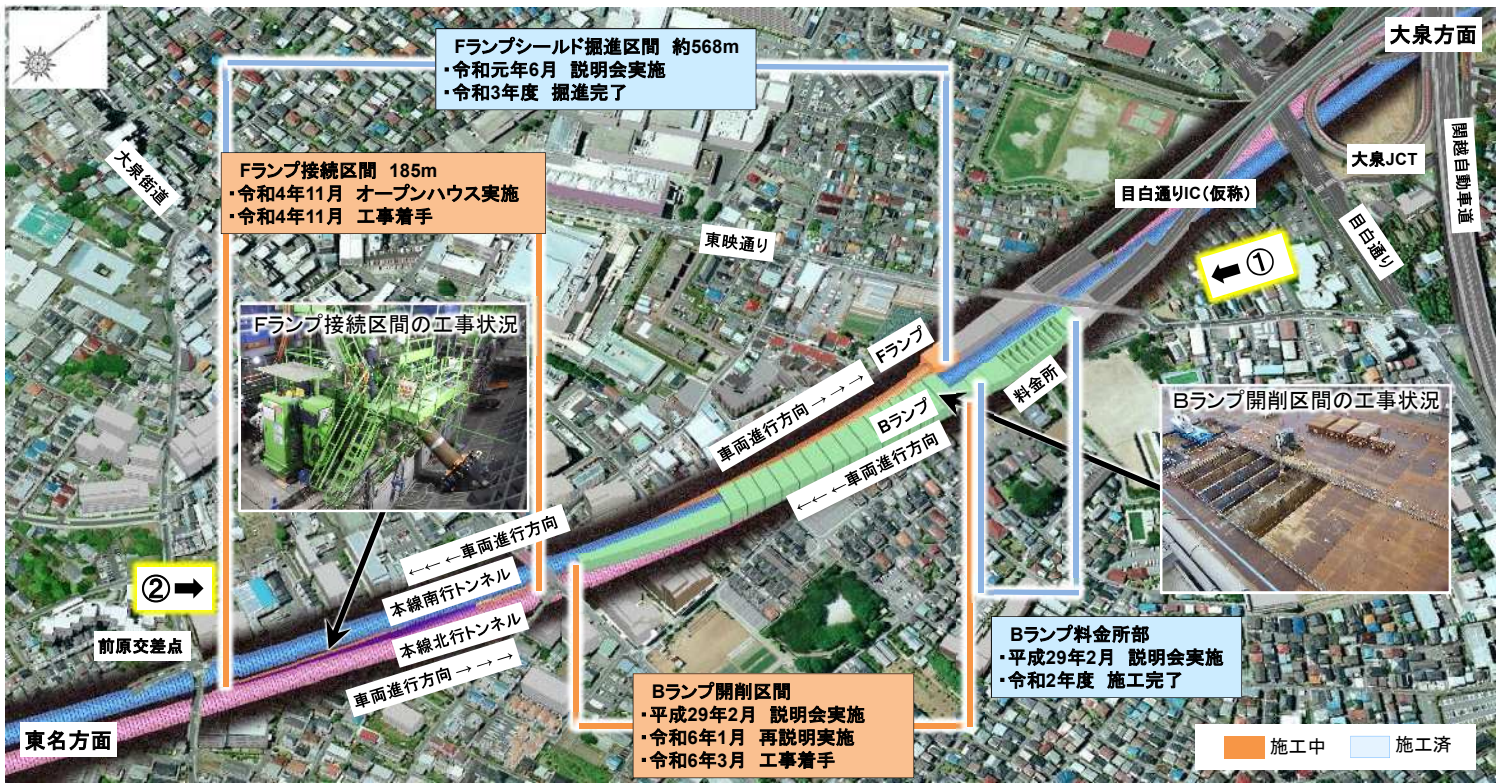 大泉方面
Fランプシールド掘進区間 約568m
・令和元年6月 説明会実施
・令和3年度 掘進完了
大泉街道
Fランプ接続区間 185m
・令和4年11月 オープンハウス実施
・令和4年11月 工事着手
関越自動車道
大泉JCT
目白通りIC(仮称)
目白通り
東映通り
← ①
Fランプ接続区間の工事状況
車両進行方向 → → → Fランプ
料金所
Bランプ
← ← ← 車両進行方向
Bランプ開削区間の工事状況
← ← ← 車両進行方向
② ➡
本線南行トンネル
本線北行トンネル
前原交差点
車両進行方向 → → →
Bランプ料金所部
・平成29年2月 説明会実施
・令和2年度 施工完了
Bランプ開削区間
・平成29年2月 説明会実施
・令和6年1月 再説明実施
・令和6年3月 工事着手
東名方面
施工中 施工済